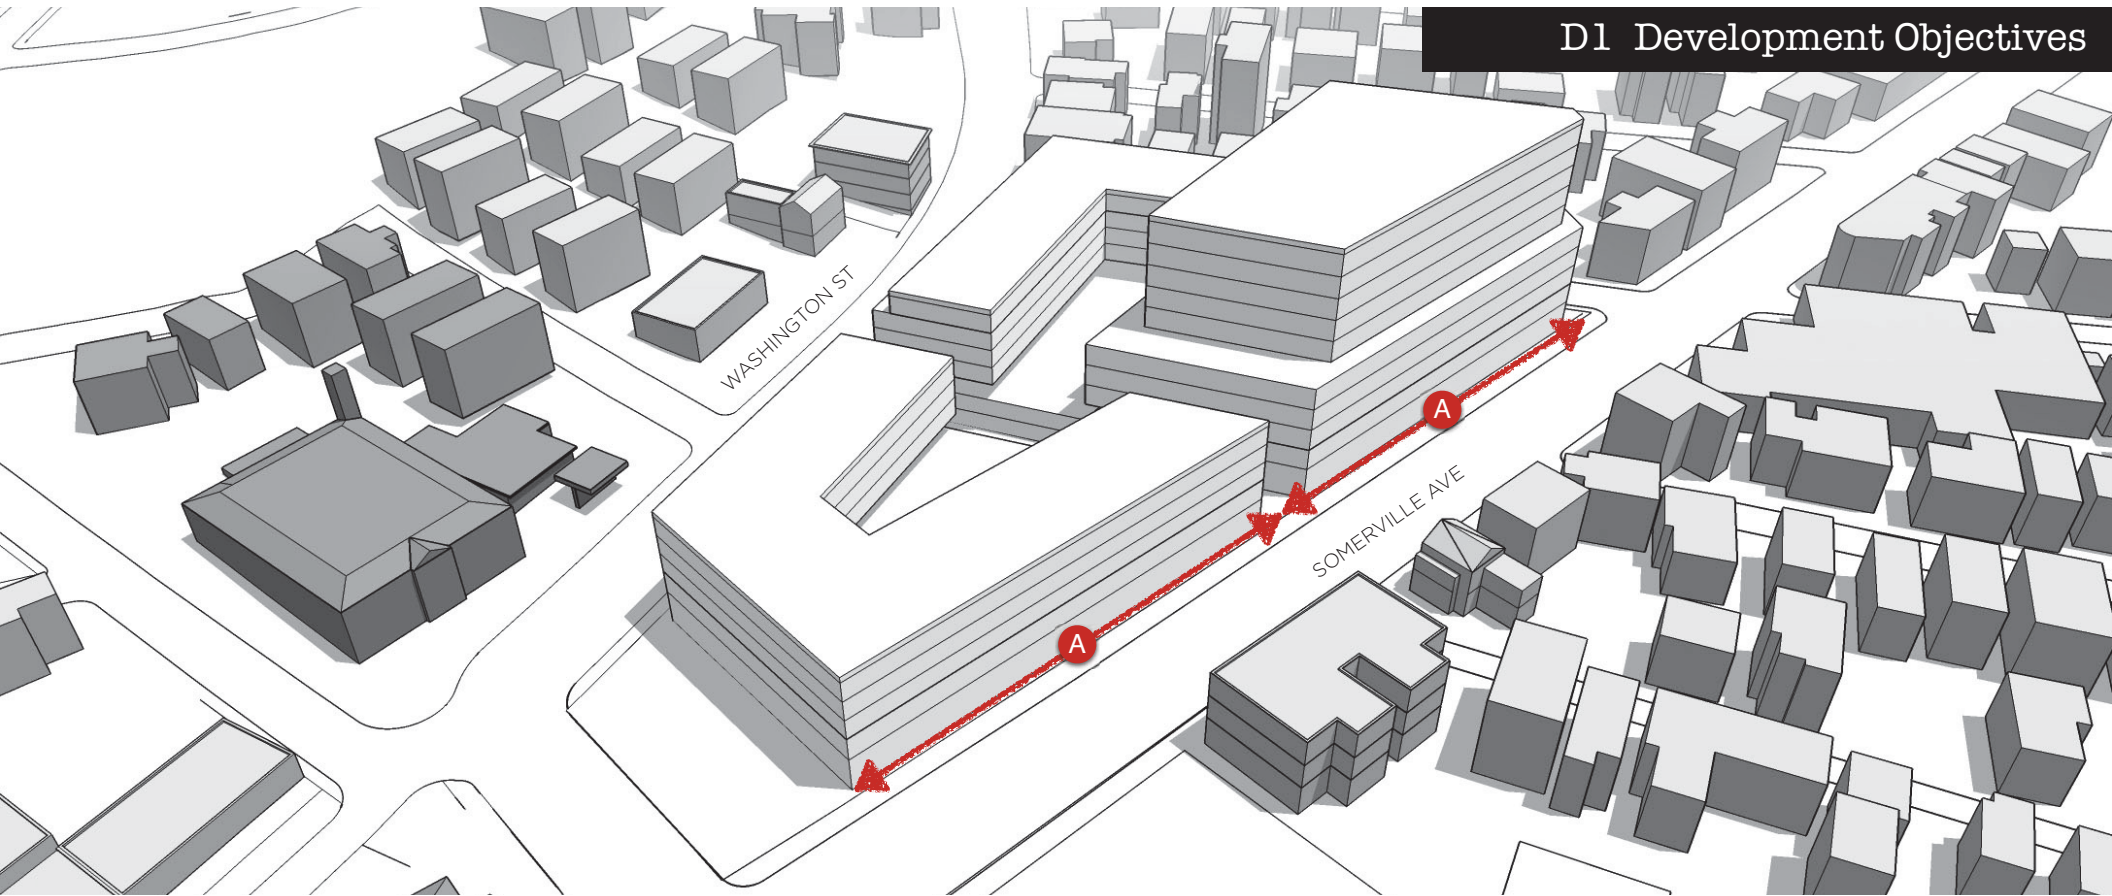 D1 Development Objectives
WASHINGTON ST
A
SOMERVILLE AVE
A